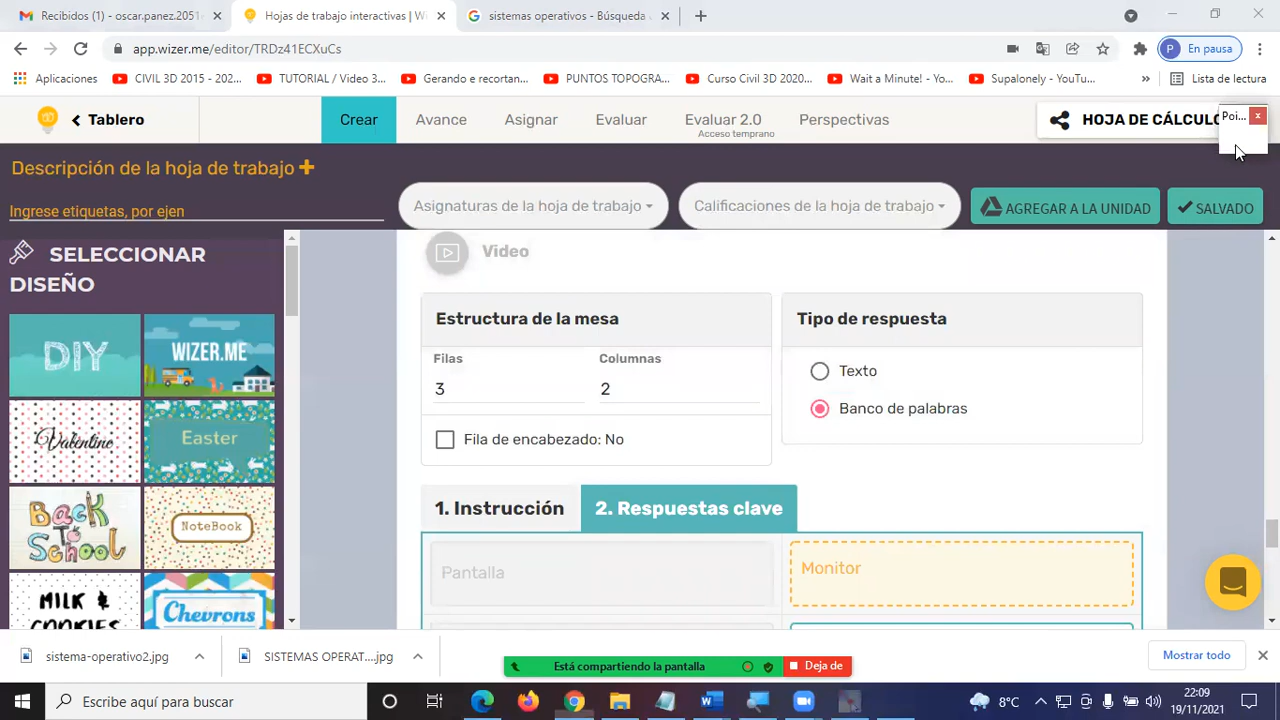 Recibidos (1) - oscar.panez.2051
Hojas de trabajo interactivas | W
sistemas operativos - Búsqueda
app.wizer.me/editor/TRDz41ECXuCs
En pausa
Aplicaciones
CIVIL 3D 2015 - 202...
TUTORIAL / Video 3...
Gerando e recortan...
PUNTOS TOPOGRA...
Curso Civil 3D 2020...
Wait a Minute! - Yo...
Supalonely - YouTu...
Lista de lectura
Tablero
Crear
Avance
Asignar
Evaluar
Evaluar 2.0
Acceso temprano
Perspectivas
HOJA DE CÁLCULO
Poi...
Descripción de la hoja de trabajo +
Ingrese etiquetas, por ejen
Asignaturas de la hoja de trabajo
Calificaciones de la hoja de trabajo
AGREGAR A LA UNIDAD
SALVADO
SELECCIONAR
DISEÑO
DIY
WIZER.ME
Valentine
Easter
BACK
TO
SCHOOL
NOTEBOOK
MILK &
COOKIES
Chevrons
Video
Estructura de la mesa
Filas
Columnas
3
2
Fila de encabezado: No
Tipo de respuesta
Texto
Banco de palabras
1. Instrucción
2. Respuestas clave
Pantalla
Monitor
sistema-operativo2.jpg
SISTEMAS OPERAT....jpg
Está compartiendo la pantalla
Deja de
Mostrar todo
Escribe aquí para buscar
8°C
22:09
19/11/2021